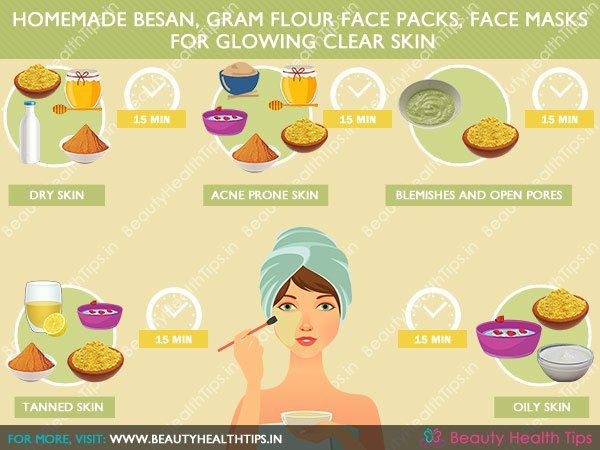 HOMEMADE BESAN, GRAM FLOUR FACE PACKS, FACE MASKS
FOR GLOWING CLEAR SKIN
15 MIN
15 MIN
15 MIN
DRY SKIN
ACNE PRONE SKIN
BLEMISHES AND OPEN PORES
15 MIN
15 MIN
TANNED SKIN
OILY SKIN
FOR MORE, VISIT: WWW.BEAUTYHEALTHTIPS.IN
Beauty Health Tips
BeautyHealthTips.in